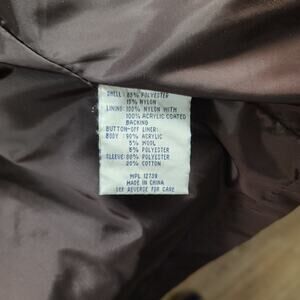 SHELL: 85% POLYESTER
15% NYLON
LINING: 100% NYLON WITH
100% ACRYLIC COATED
BACKING
BUTTON-OFF LINER:
BODY : 90% ACRYLIC
5% WOOL
5% POLYESTER
SLEEVE: 80% POLYESTER
20% COTTON
MPL 12739
MADE IN CHINA
SEE REVERSE FOR CARE